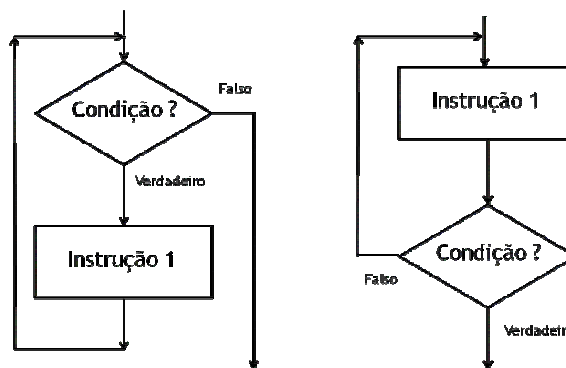 Condição ?
Falso
Verdadeiro
Instrução 1
Instrução 1
Condição ?
Falso
Verdadeir